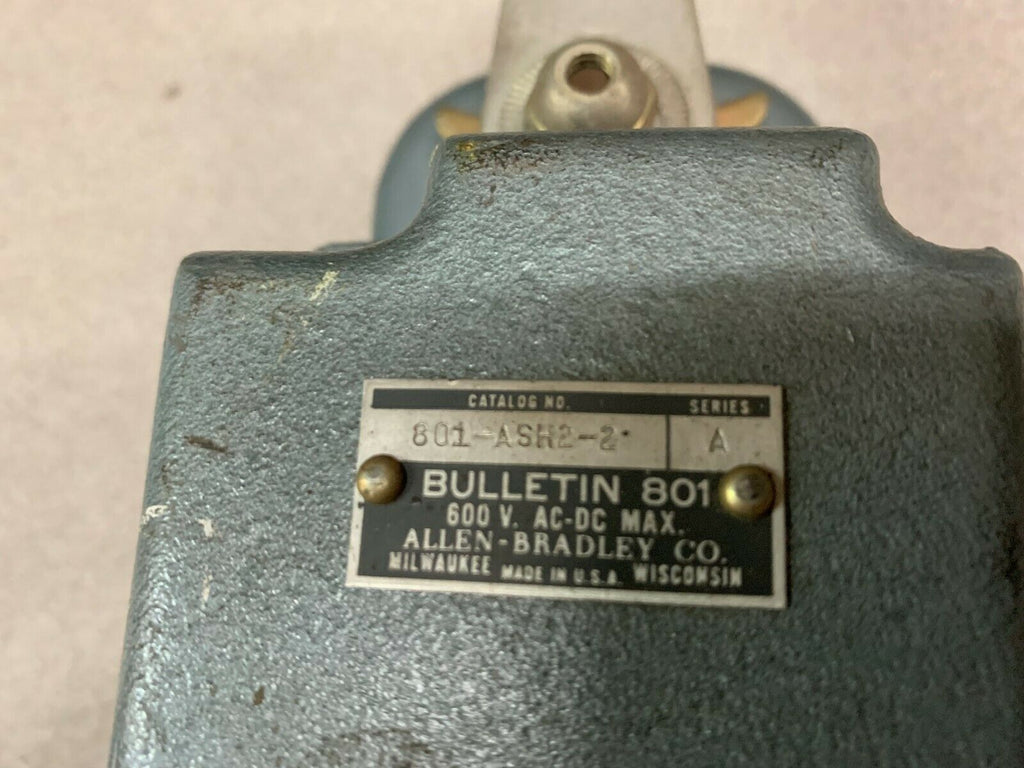 CATALOG NO. SERIES
801-ASH2-2 A
BULLETIN 801
600 V. AC-DC MAX.
ALLEN-BRADLEY CO.
MILWAUKEE MADE IN U.S.A. WISCONSIN